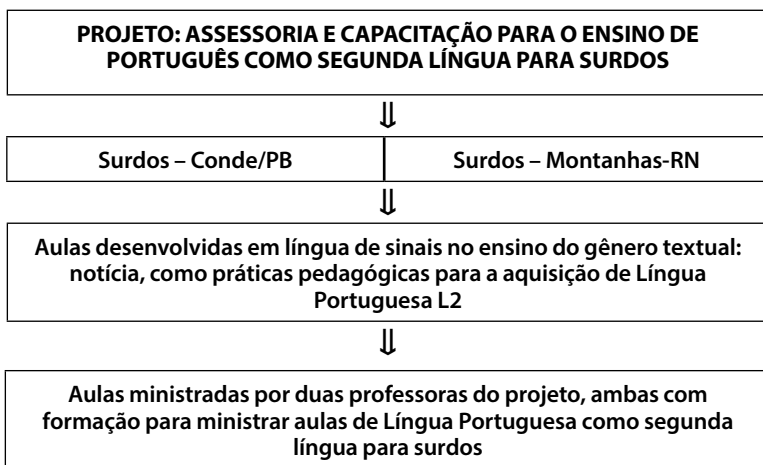 PROJETO: ASSESSORIA E CAPACITAÇÃO PARA O ENSINO DE
PORTUGUÊS COMO SEGUNDA LÍNGUA PARA SURDOS
⇓
Surdos – Conde/PB
Surdos – Montanhas-RN
⇓
Aulas desenvolvidas em língua de sinais no ensino do gênero textual:
notícia, como práticas pedagógicas para a aquisição de Língua
Portuguesa L2
⇓
Aulas ministradas por duas professoras do projeto, ambas com
formação para ministrar aulas de Língua Portuguesa como segunda
língua para surdos